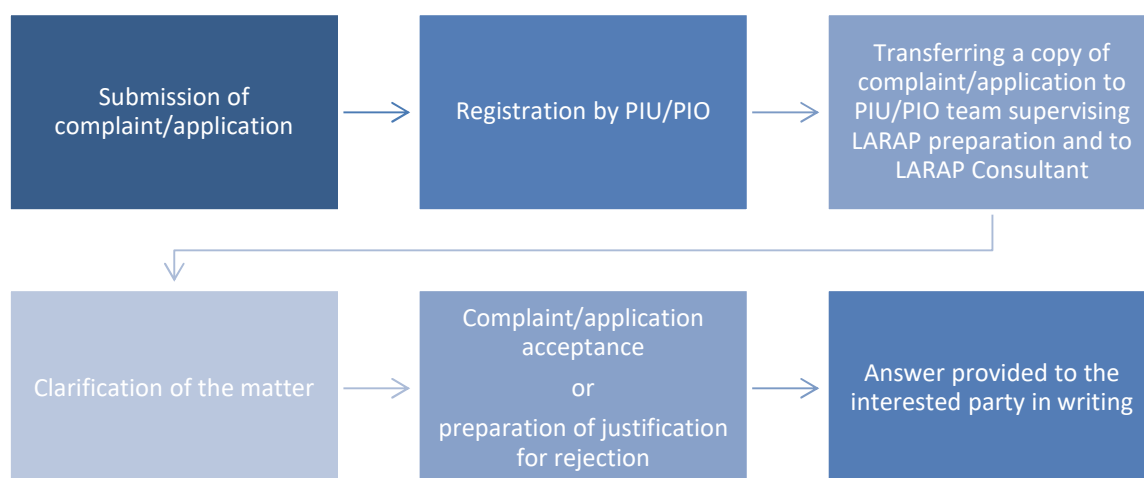 Submission of
complaint/application
Registration by PIU/PIO
Transferring a copy of
complaint/application to
PIU/PIO team supervising
LARAP preparation and to
LARAP Consultant
Clarification of the matter
Complaint/application
acceptance
or
preparation of justification
for rejection
Answer provided to the
interested party in writing